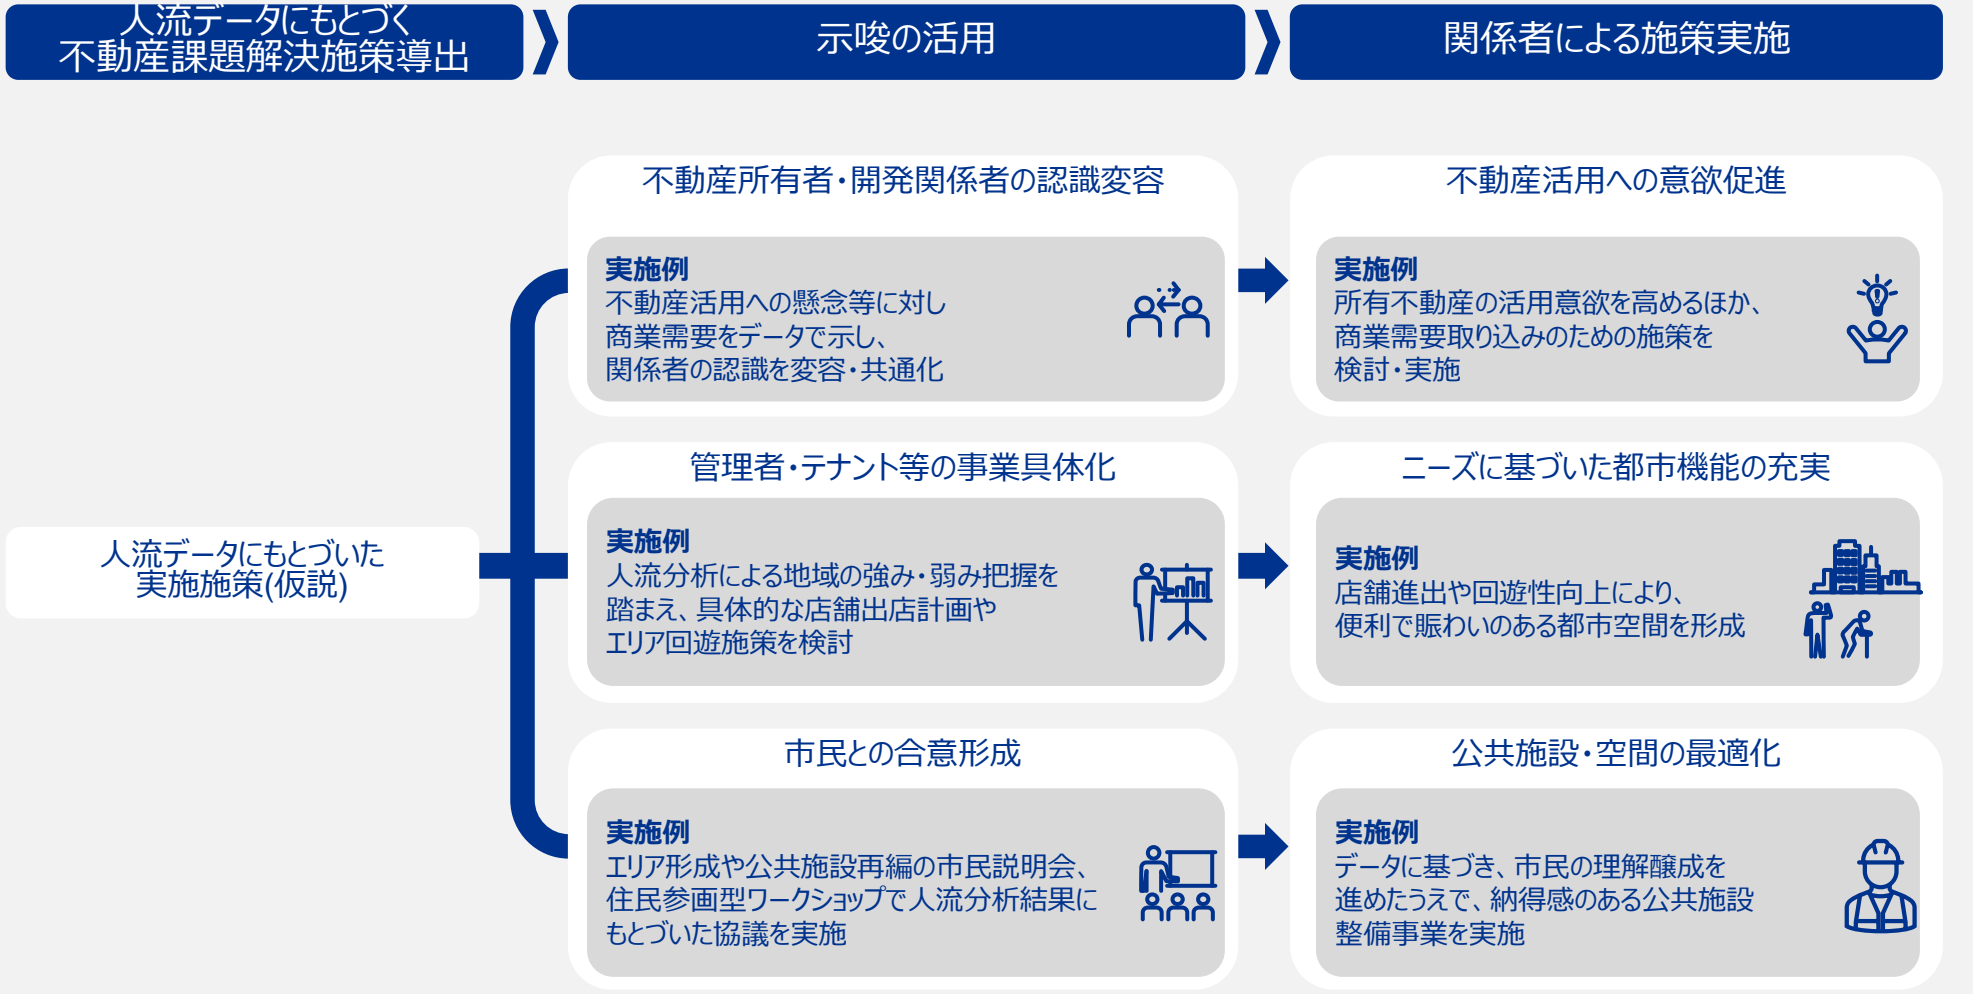 人流データにもとづく
不動産課題解決施策導出
示唆の活用
関係者による施策実施
人流データにもとづいた
実施施策(仮説)
不動産所有者・開発関係者の認識変容
実施例
不動産活用への懸念等に対し
商業需要をデータで示し、
関係者の認識を変容・共通化
不動産活用への意欲促進
実施例
所有不動産の活用意欲を高めるほか、
商業需要取り込みのための施策を
検討・実施
管理者・テナント等の事業具体化
実施例
人流分析による地域の強み・弱み把握を
踏まえ、具体的な店舗出店計画や
エリア回遊施策を検討
ニーズに基づいた都市機能の充実
実施例
店舗進出や回遊性向上により、
便利で賑わいのある都市空間を形成
市民との合意形成
実施例
エリア形成や公共施設再編の市民説明会、
住民参画型ワークショップで人流分析結果に
もとづいた協議を実施
公共施設・空間の最適化
実施例
データに基づき、市民の理解醸成を
進めたうえで、納得感のある公共施設
整備事業を実施